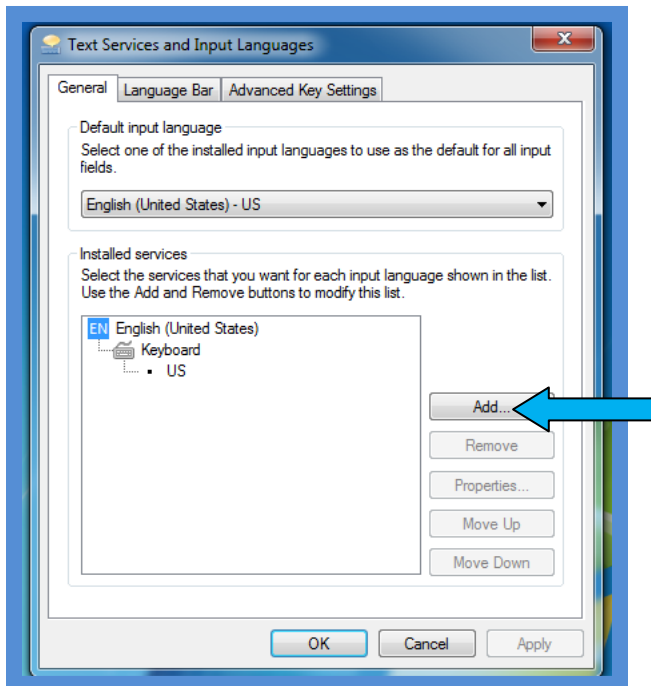 Text Services and Input Languages
General Language Bar Advanced Key Settings
Default input language
Select one of the installed input languages to use as the default for all input
fields.
English (United States) - US
Installed services
Select the services that you want for each input language shown in the list.
Use the Add and Remove buttons to modify this list.
EN English (United States)
Keyboard
US
Add...
Remove
Properties...
Move Up
Move Down
OK Cancel Apply